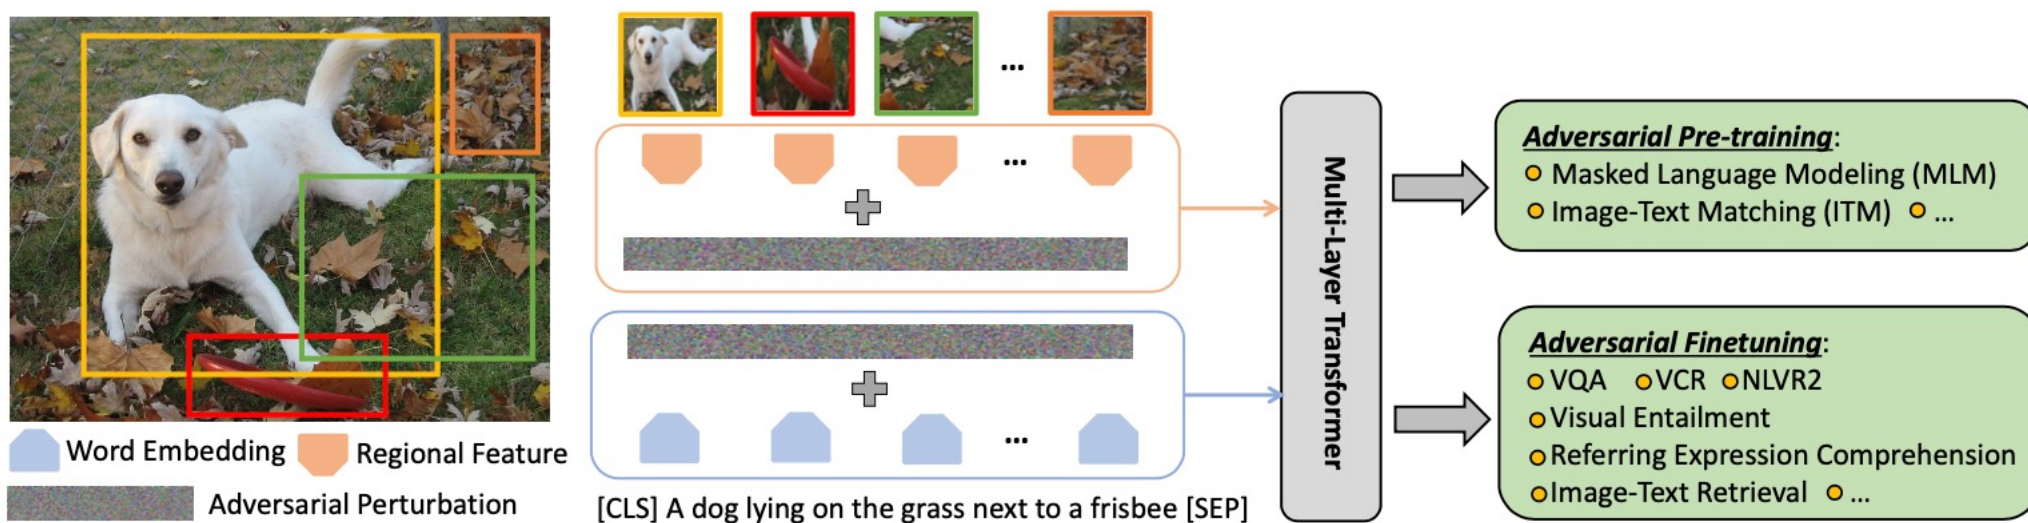 Word Embedding
Regional Feature
Adversarial Perturbation
...
...
...
[CLS] A dog lying on the grass next to a frisbee [SEP]
Multi-Layer Transformer
Adversarial Pre-training:
Masked Language Modeling (MLM)
Image-Text Matching (ITM) ...
Adversarial Finetuning:
VQA VCR NLVR2
Visual Entailment
Referring Expression Comprehension
Image-Text Retrieval ...